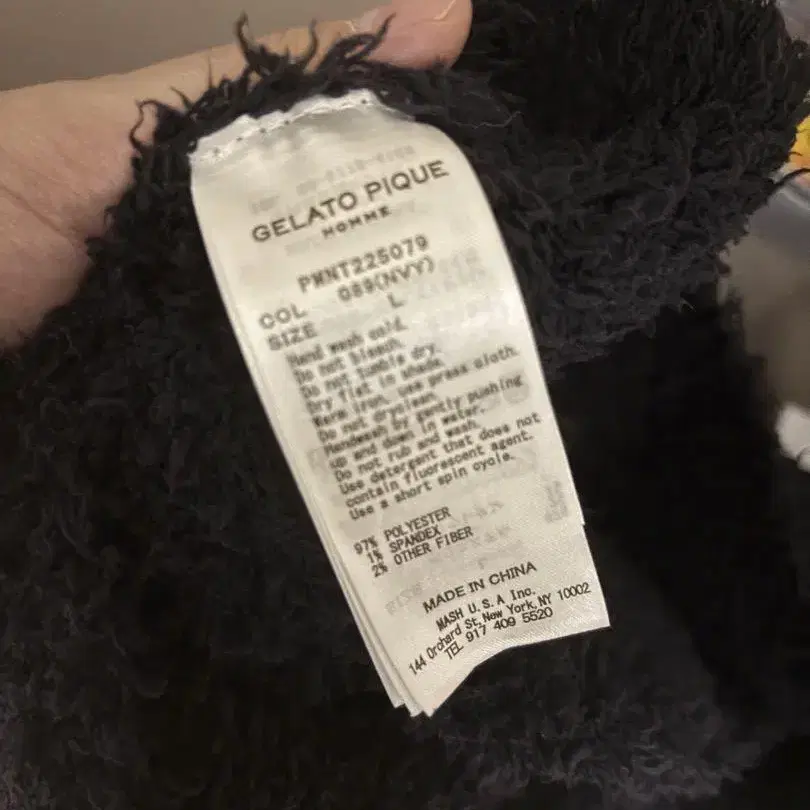 GELATO PIQUE
HOMME
PMNT225079
COL 089(NVY)
SIZE L
Hand wash cold.
Do not bleach.
Do not tumble dry.
Dry flat in shade.
Warm iron, use press cloth.
Do not dryclean.
Handwash by gently pushing
up and down in water.
Do not rub and wash.
Use detergent that does not
contain fluorescent agent.
Use a short spin cycle.
97% POLYESTER
1% SPANDEX
2% OTHER FIBER
MADE IN CHINA
MASH U.S.A Inc.
144 Orchard St, New York, NY 10002
TEL 917 409 5520